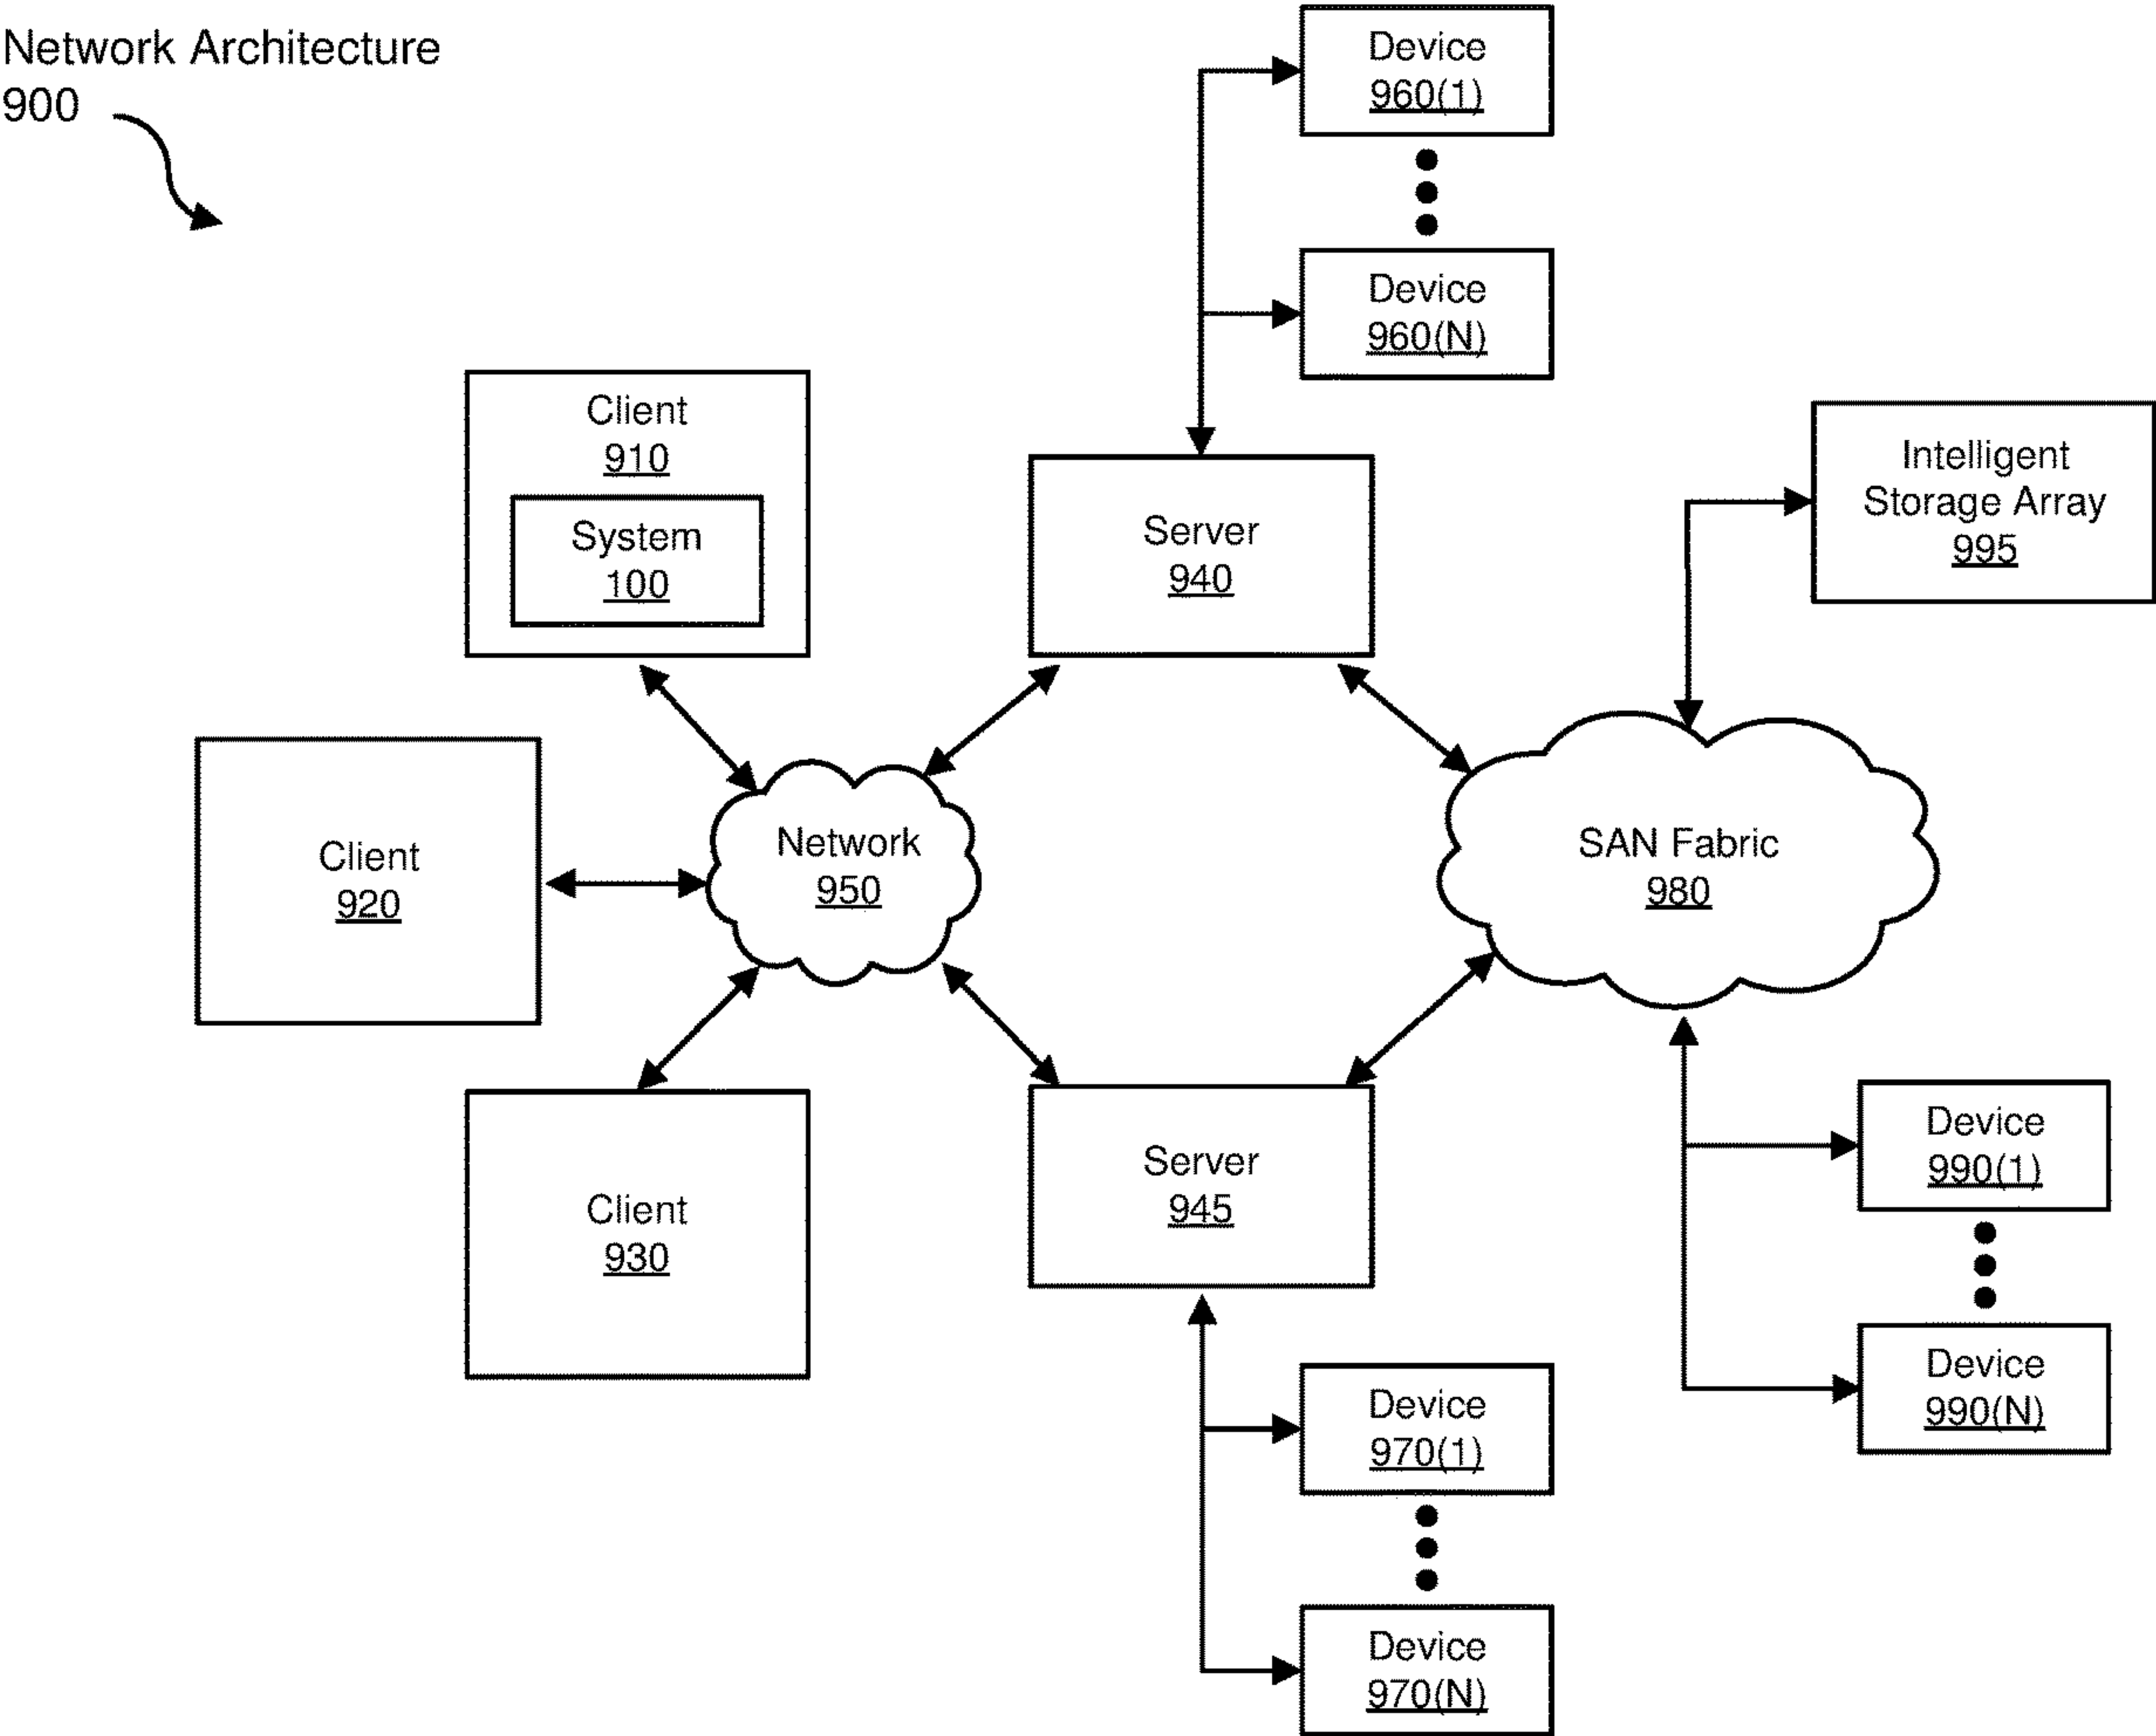 Network Architecture
900
Device
960(1)
Device
960(N)
Client
910
System
100
Server
940
Intelligent
Storage Array
995
Client
920
Network
950
SAN Fabric
980
Client
930
Server
945
Device
990(1)
Device
990(N)
Device
970(1)
Device
970(N)